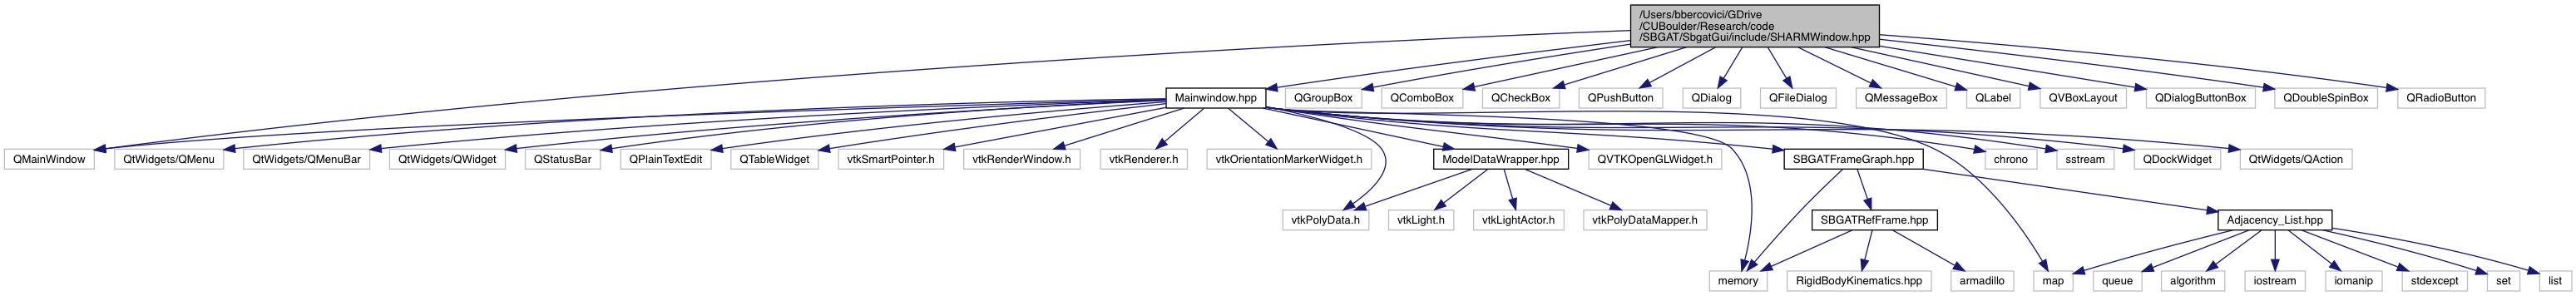 /Users/bbercovici/GDrive
/CUBoulder/Research/code
/SBGAT/SbgatGui/include/SHARMWindow.hpp
Mainwindow.hpp
QGroupBox
QComboBox
QCheckBox
QPushButton
QDialog
QFileDialog
QMessageBox
QLabel
QVBoxLayout
QDialogButtonBox
QDoubleSpinBox
QRadioButton
QMainWindow
QtWidgets/QMenu
QtWidgets/QMenuBar
QtWidgets/QWidget
QStatusBar
QPlainTextEdit
QTableWidget
vtkSmartPointer.h
vtkRenderWindow.h
vtkRenderer.h
vtkOrientationMarkerWidget.h
ModelDataWrapper.hpp
QVTKOpenGLWidget.h
SBGATFrameGraph.hpp
chrono
sstream
QDockWidget
QtWidgets/QAction
vtkPolyData.h
vtkLight.h
vtkLightActor.h
vtkPolyDataMapper.h
SBGATRefFrame.hpp
Adjacency_List.hpp
memory
RigidBodyKinematics.hpp
armadillo
map
queue
algorithm
iostream
iomanip
stdexcept
set
list